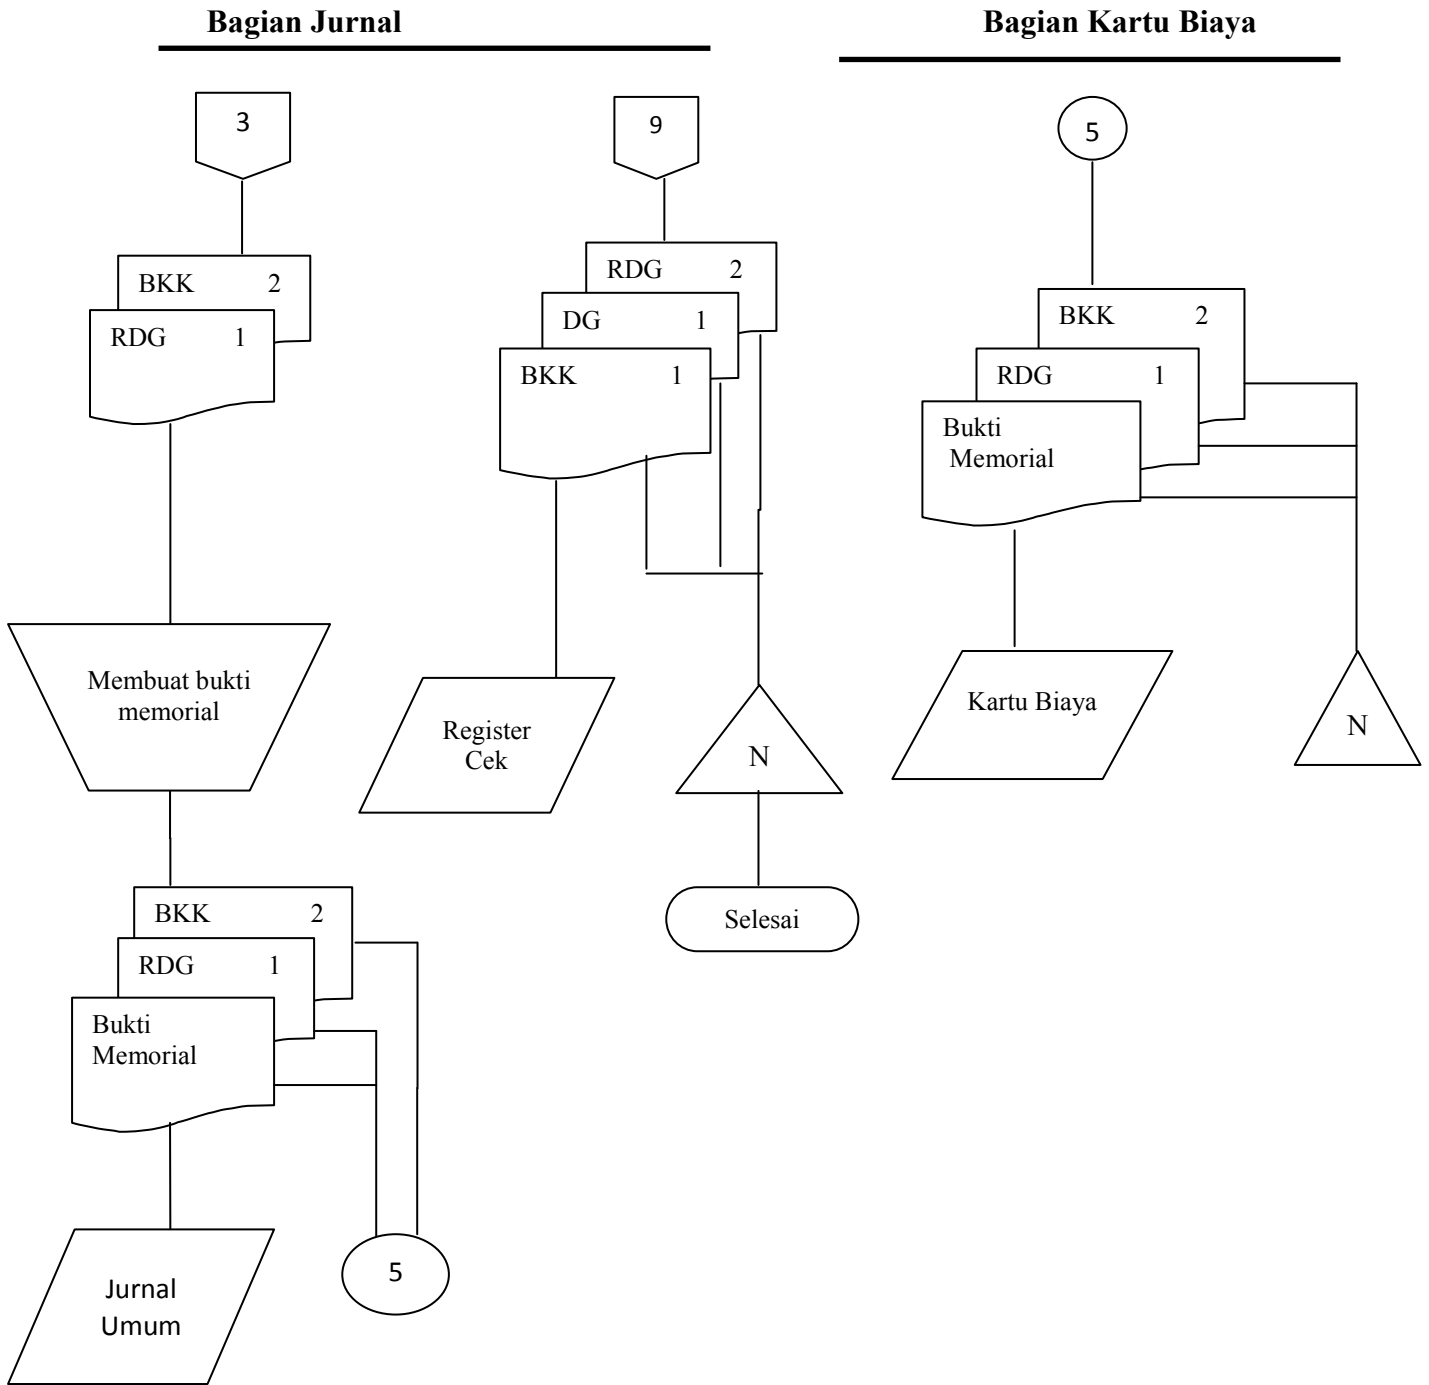 Bagian Jurnal
Bagian Kartu Biaya
3
BKK 2
RDG 1
Membuat bukti
memorial
BKK 2
RDG 1
Bukti
Memorial
Jurnal
Umum
5
9
RDG 2
DG 1
BKK 1
Register
Cek
N
Selesai
5
BKK 2
RDG 1
Bukti
Memorial
Kartu Biaya
N